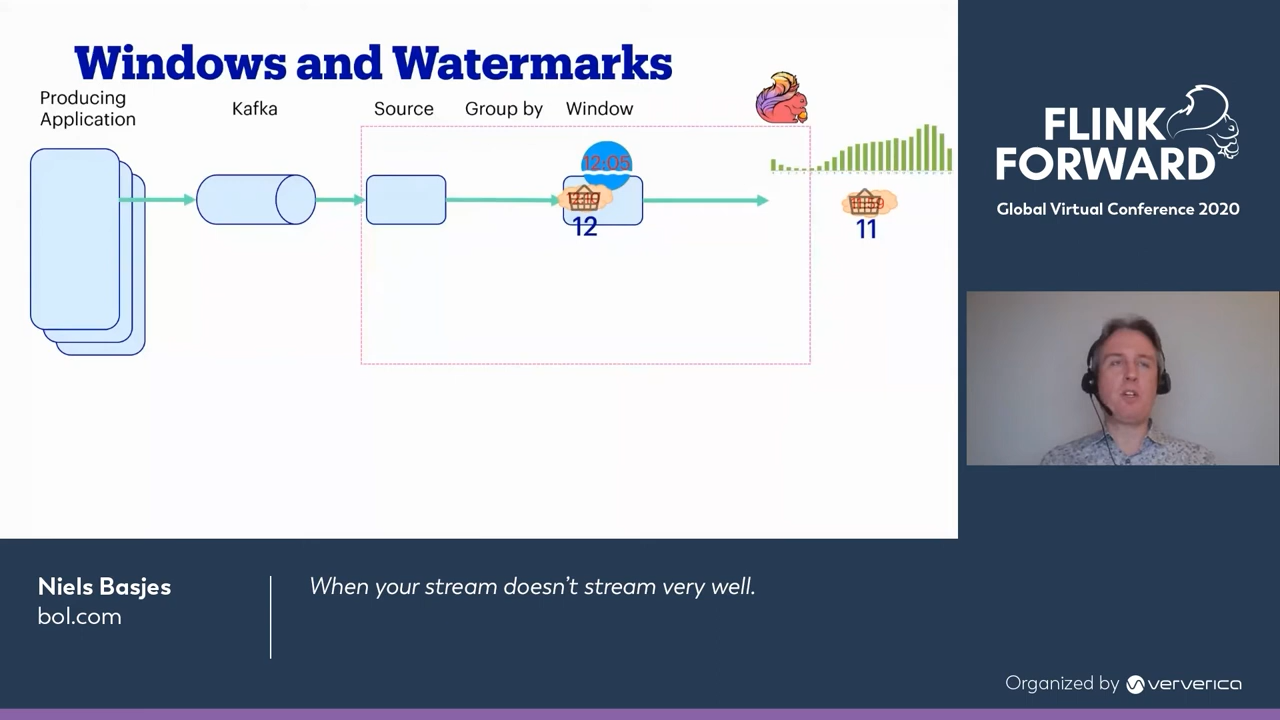 Windows and Watermarks
Producing
Application
Kafka
Source
Group by
Window
12:05
12
11
FLINK
FORWARD
Global Virtual Conference 2020
Niels Basjes
bol.com
When your stream doesn't stream very well.
Organized by ververica